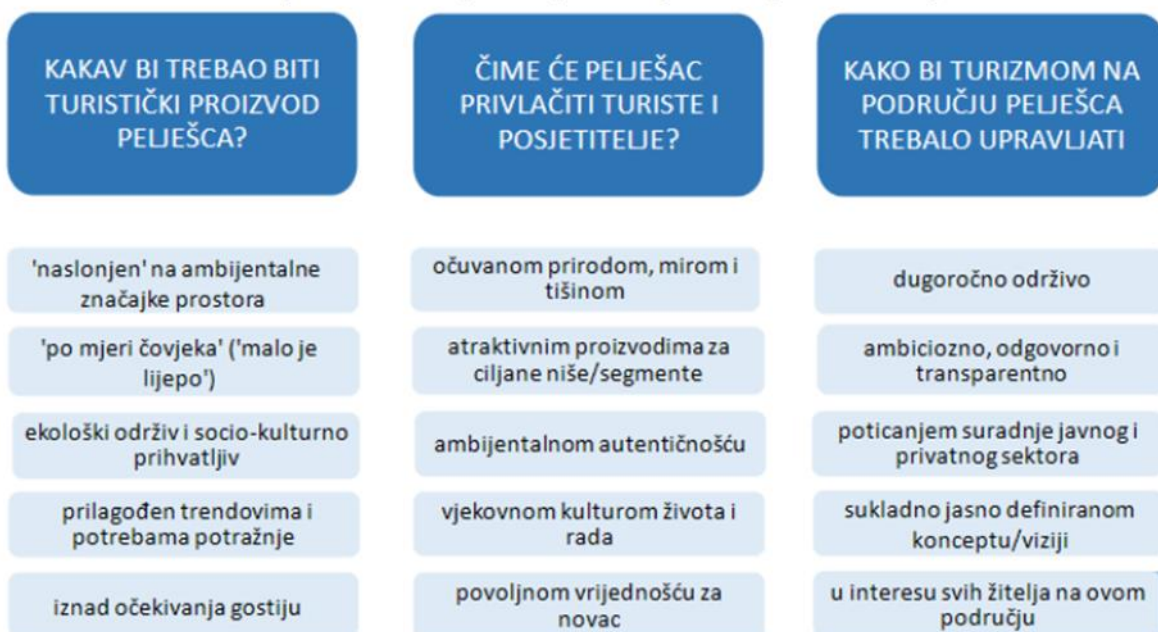 KAKAV BI TREBAO BITI
TURISTIČKI PROIZVOD
PELJEŠCA?
'naslonjen' na ambijentalne
značajke prostora
'po mjeri čovjeka' ('malo je
lijepo')
ekološki održiv i socio-kulturno
prihvatljiv
prilagođen trendovima i
potrebama potražnje
iznad očekivanja gostiju
ČIME ĆE PELJEŠAC
PRIVLAČITI TURISTE I
POSJETITELJE?
očuvanom prirodom, mirom i
tišinom
atraktivnim proizvodima za
ciljane niše/segmente
ambijentalnom autentičnošću
vjekovnom kulturom života i
rada
povoljnom vrijednošću za
novac
KAKO BI TURIZMOM NA
PODRUČJU PELJEŠCA
TREBALO UPRAVLJATI
dugoročno održivo
ambiciozno, odgovorno i
transparentno
poticanjem suradnje javnog i
privatnog sektora
sukladno jasno definiranom
konceptu/viziji
u interesu svih žitelja na ovom
području